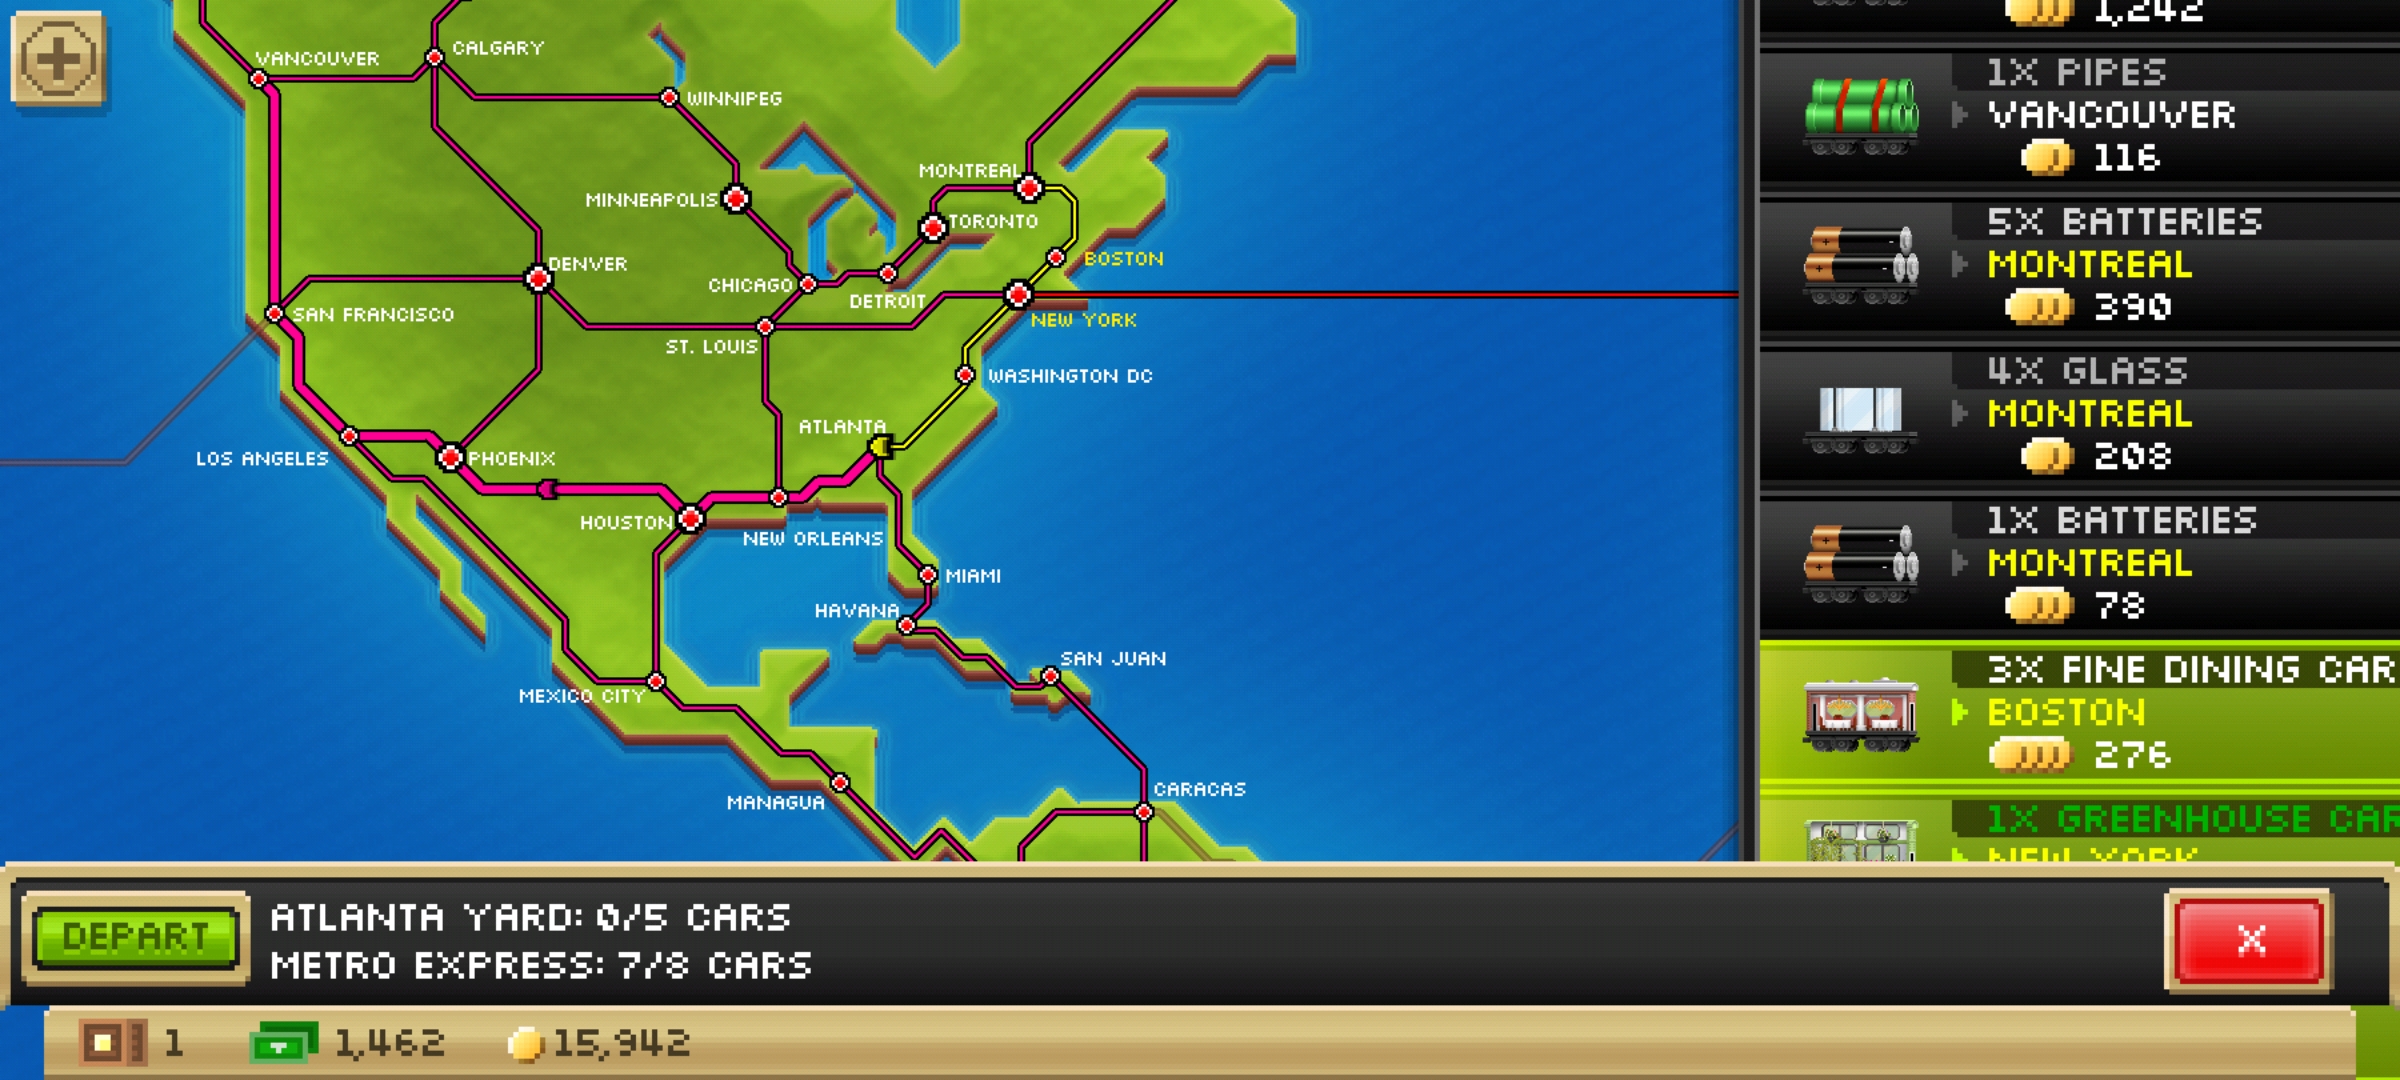 VANCOUVER
CALGARY
WINNIPEG
MONTREAL
MINNEAPOLIS
TORONTO
DENVER
BOSTON
CHICAGO
DETROIT
SAN FRANCISCO
NEW YORK
ST. LOUIS
WASHINGTON DC
ATLANTA
LOS ANGELES
PHOENIX
HOUSTON
NEW ORLEANS
MIAMI
HAVANA
SAN JUAN
MEXICO CITY
CARACAS
MANAGUA
1,242
1X PIPES
VANCOUVER
116
5X BATTERIES
MONTREAL
390
4X GLASS
MONTREAL
208
1X BATTERIES
MONTREAL
78
3X FINE DINING CAR
BOSTON
276
1X GREENHOUSE CAR
NEW YORK
DEPART
ATLANTA YARD: 0/5 CARS
METRO EXPRESS: 7/8 CARS
X
1
1,462
15,942